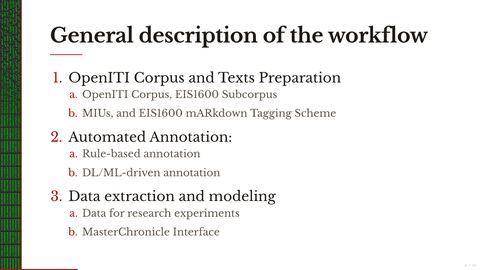 General description of the workflow
1. OpenITI Corpus and Texts Preparation
a. OpenITI Corpus, EIS1600 Subcorpus
b. MIUs, and EIS1600 mARkdown Tagging Scheme
2. Automated Annotation:
a. Rule-based annotation
b. DL/ML-driven annotation
3. Data extraction and modeling
a. Data for research experiments
b. MasterChronicle Interface